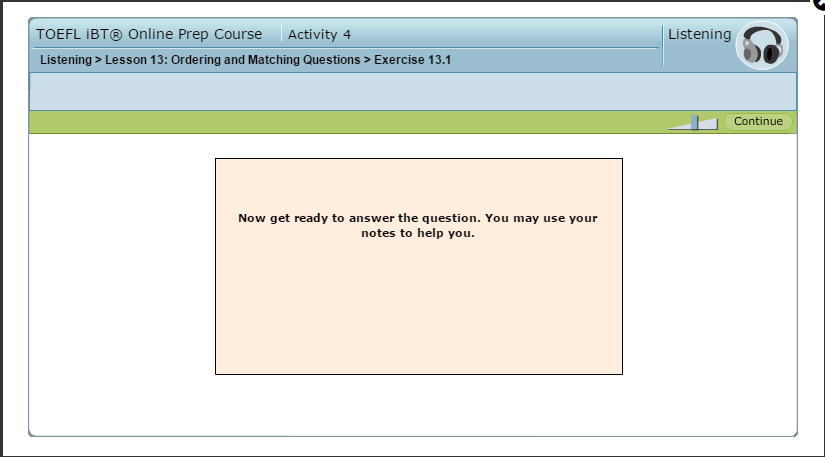 TOEFL iBT® Online Prep Course Activity 4 Listening
Listening > Lesson 13: Ordering and Matching Questions > Exercise 13.1
Continue
Now get ready to answer the question. You may use your
notes to help you.